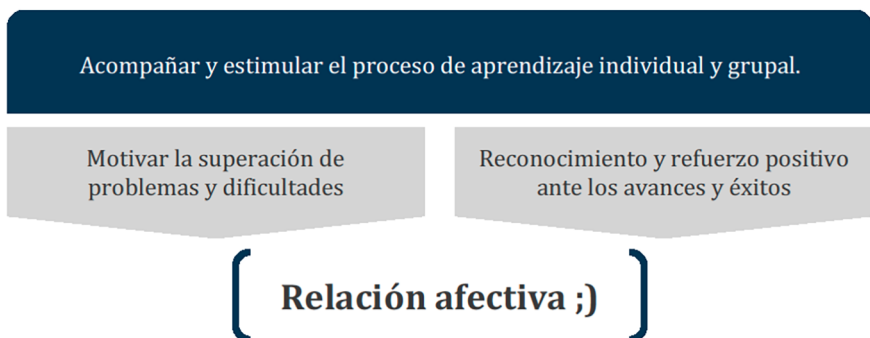 Acompañar y estimular el proceso de aprendizaje individual y grupal.
Motivar la superación de
problemas y dificultades
Reconocimiento y refuerzo positivo
ante los avances y éxitos
Relación afectiva ;)